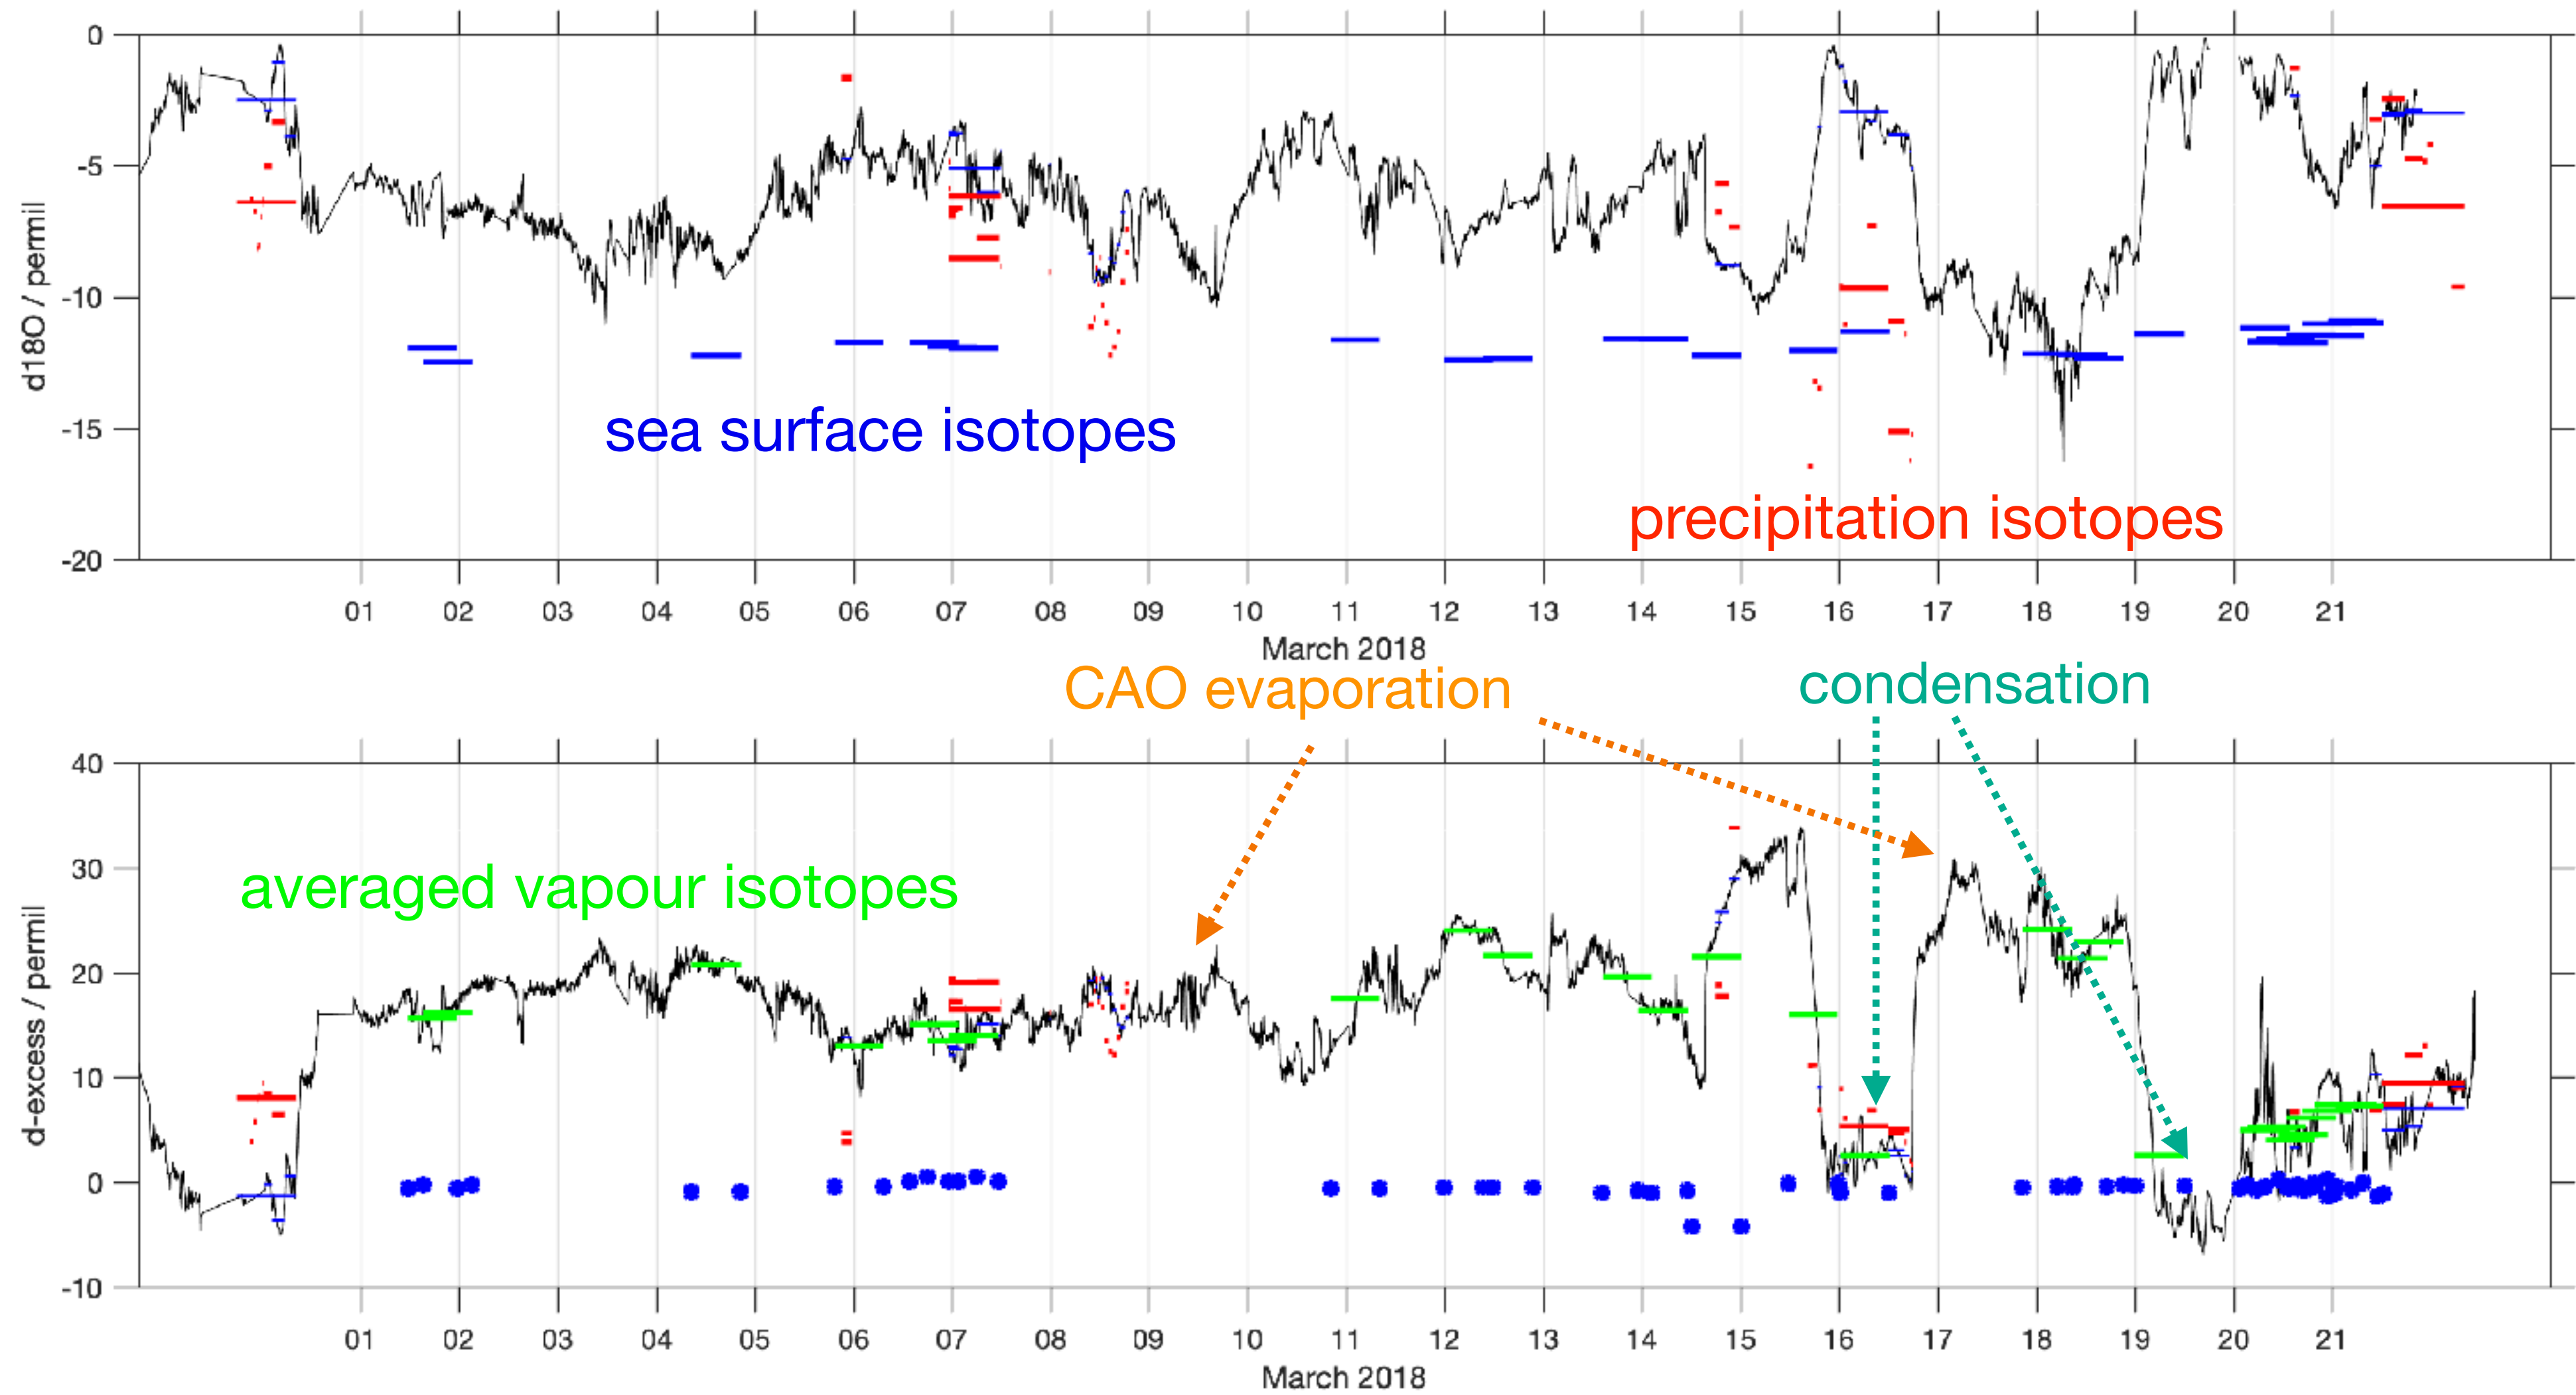 0
-5
-10
-15
-20
d18O / permil
sea surface isotopes
precipitation isotopes
01 02 03 04 05 06 07 08 09 10 11 12 13 14 15 16 17 18 19 20 21
March 2018
CAO evaporation
condensation
40
30
20
10
0
-10
d-excess / permil
averaged vapour isotopes
01 02 03 04 05 06 07 08 09 10 11 12 13 14 15 16 17 18 19 20 21
March 2018